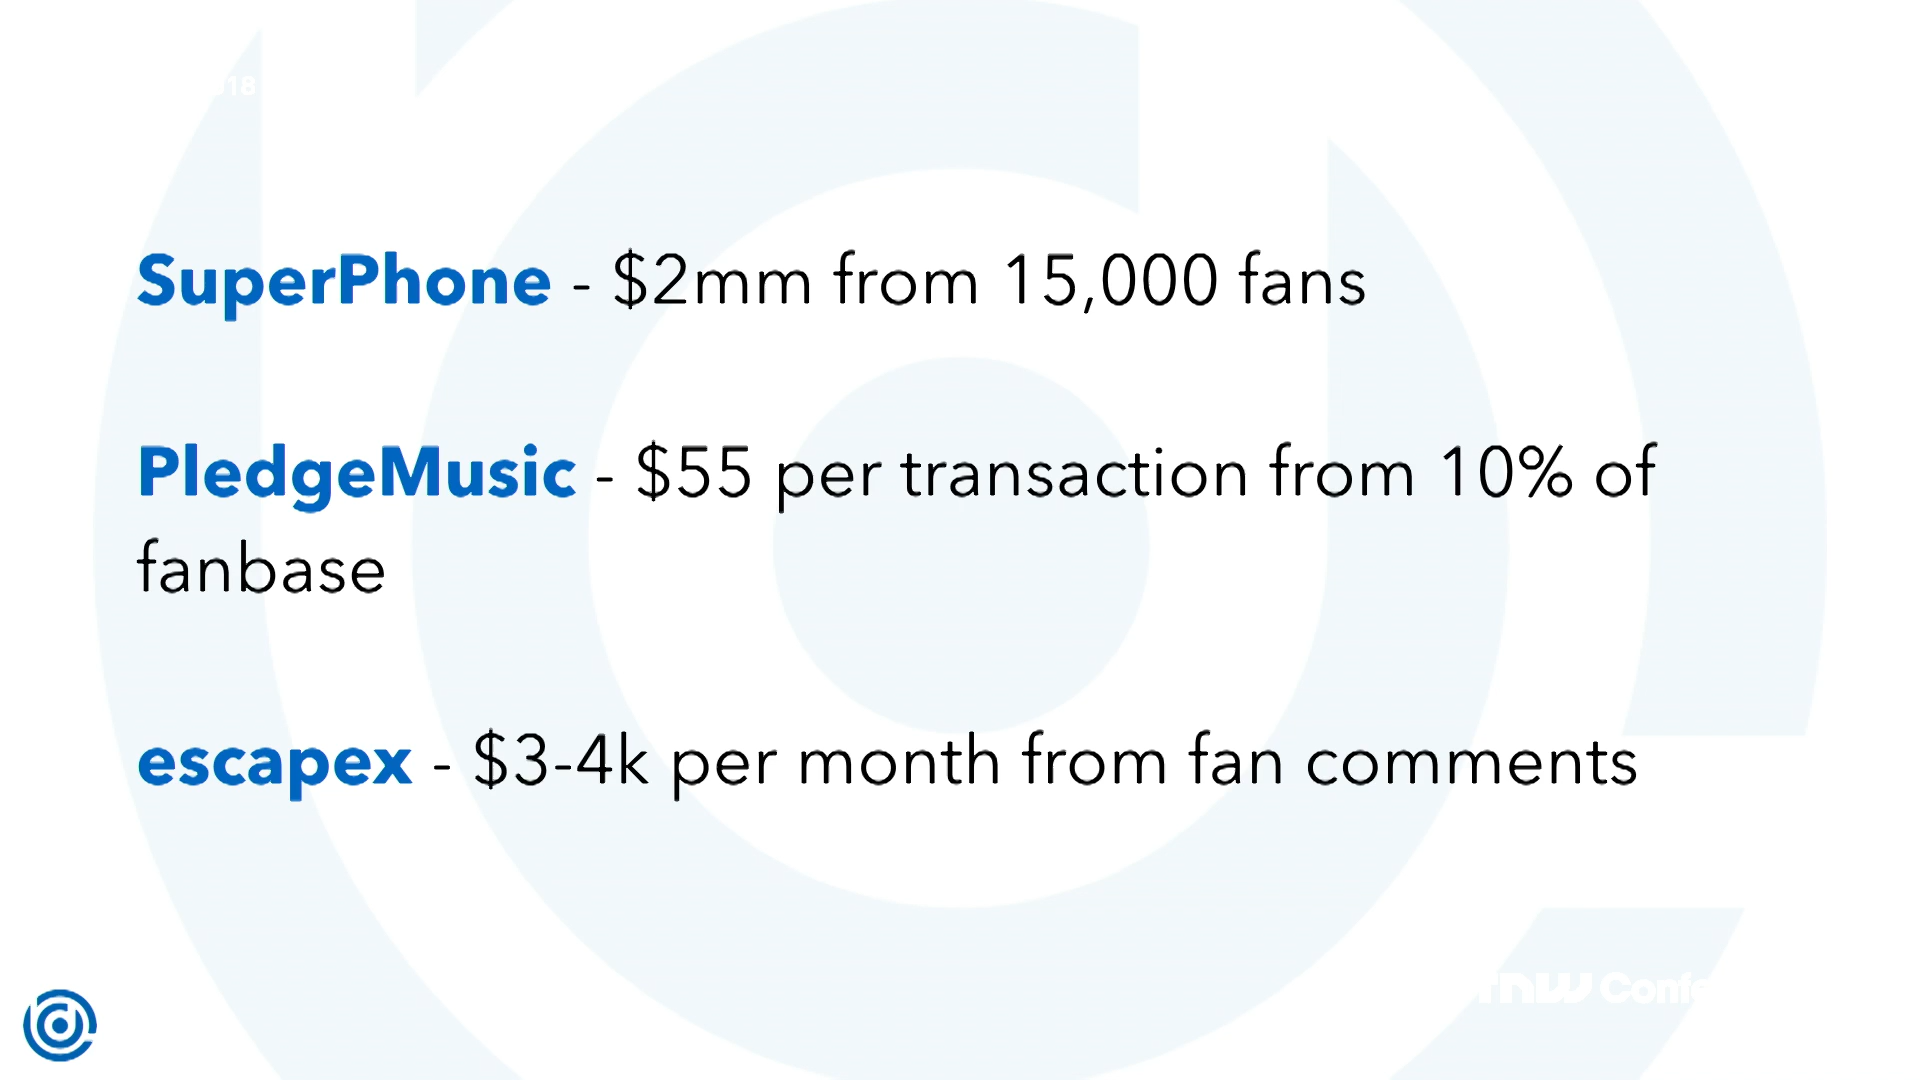 SuperPhone - $2mm from 15,000 fans
PledgeMusic - $55 per transaction from 10% of
fanbase
escapex - $3-4k per month from fan comments
TNW